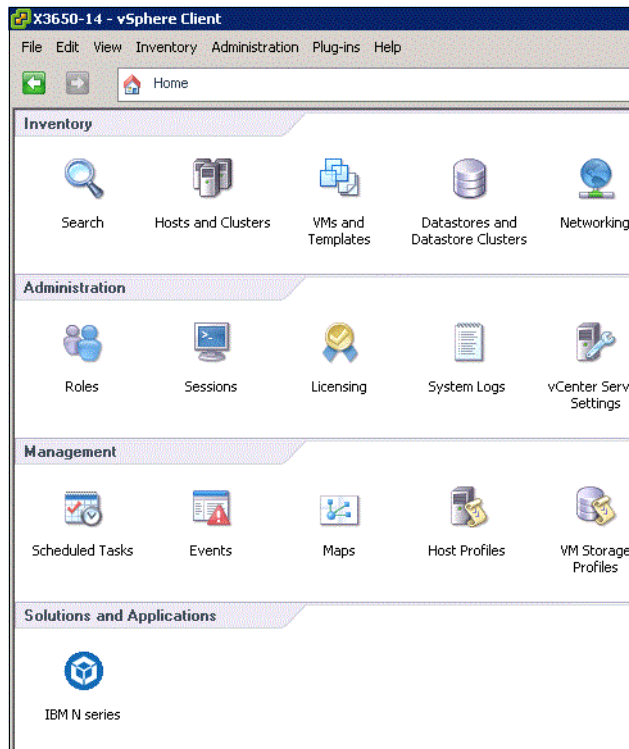 X3650-14 - vSphere Client
File Edit View Inventory Administration Plug-ins Help
Home
Inventory
Search
Hosts and Clusters
VMs and
Templates
Datastores and
Datastore Clusters
Networking
Administration
Roles
Sessions
Licensing
System Logs
vCenter Serv
Settings
Management
Scheduled Tasks
Events
Maps
Host Profiles
VM Storage
Profiles
Solutions and Applications
IBM N series